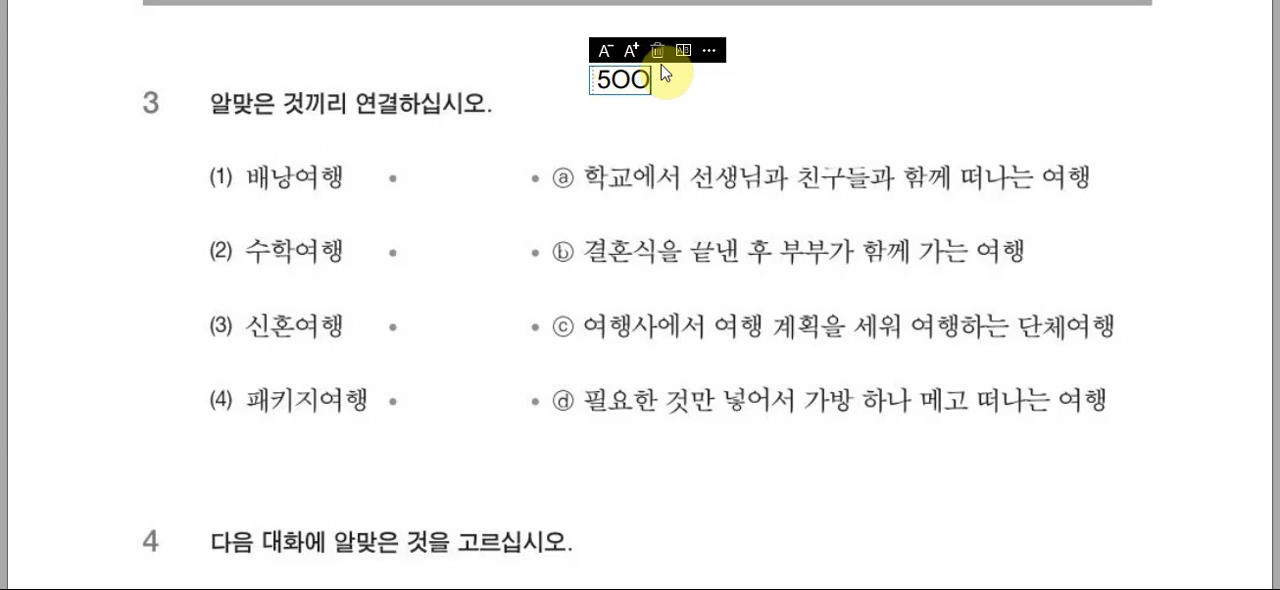 A- A+ ...
500
3 알맞은 것끼리 연결하십시오.
(1) 배낭여행 • • ⓐ 학교에서 선생님과 친구들과 함께 떠나는 여행
(2) 수학여행 • • ⓑ 결혼식을 끝낸 후 부부가 함께 가는 여행
(3) 신혼여행 • • ⓒ 여행사에서 여행 계획을 세워 여행하는 단체여행
(4) 패키지여행 • • ⓓ 필요한 것만 넣어서 가방 하나 메고 떠나는 여행
4 다음 대화에 알맞은 것을 고르십시오.